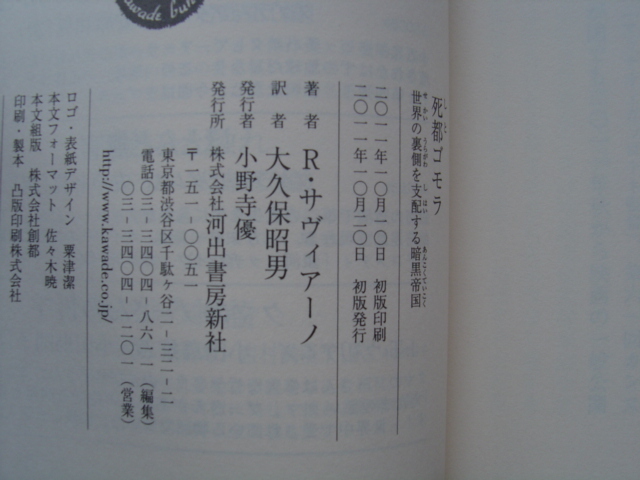 死都ゴモラ
世界の裏側を支配する暗黒帝国
二〇一一年一〇月一〇日 初版印刷
二〇一一年一〇月二〇日 初版発行
著者 R・サヴィアーノ
訳者 大久保昭男
発行者 小野寺優
発行所 株式会社河出書房新社
〒一五一-〇〇五一
東京都渋谷区千駄ヶ谷二-三二-二
電話〇三-三四〇四-八六一一(編集)
〇三-三四〇四-一二〇一(営業)
http://www.kawade.co.jp/
ロゴ・表紙デザイン 粟津潔
本文フォーマット 佐々木暁
本文組版 株式会社創都
印刷・製本 凸版印刷株式会社